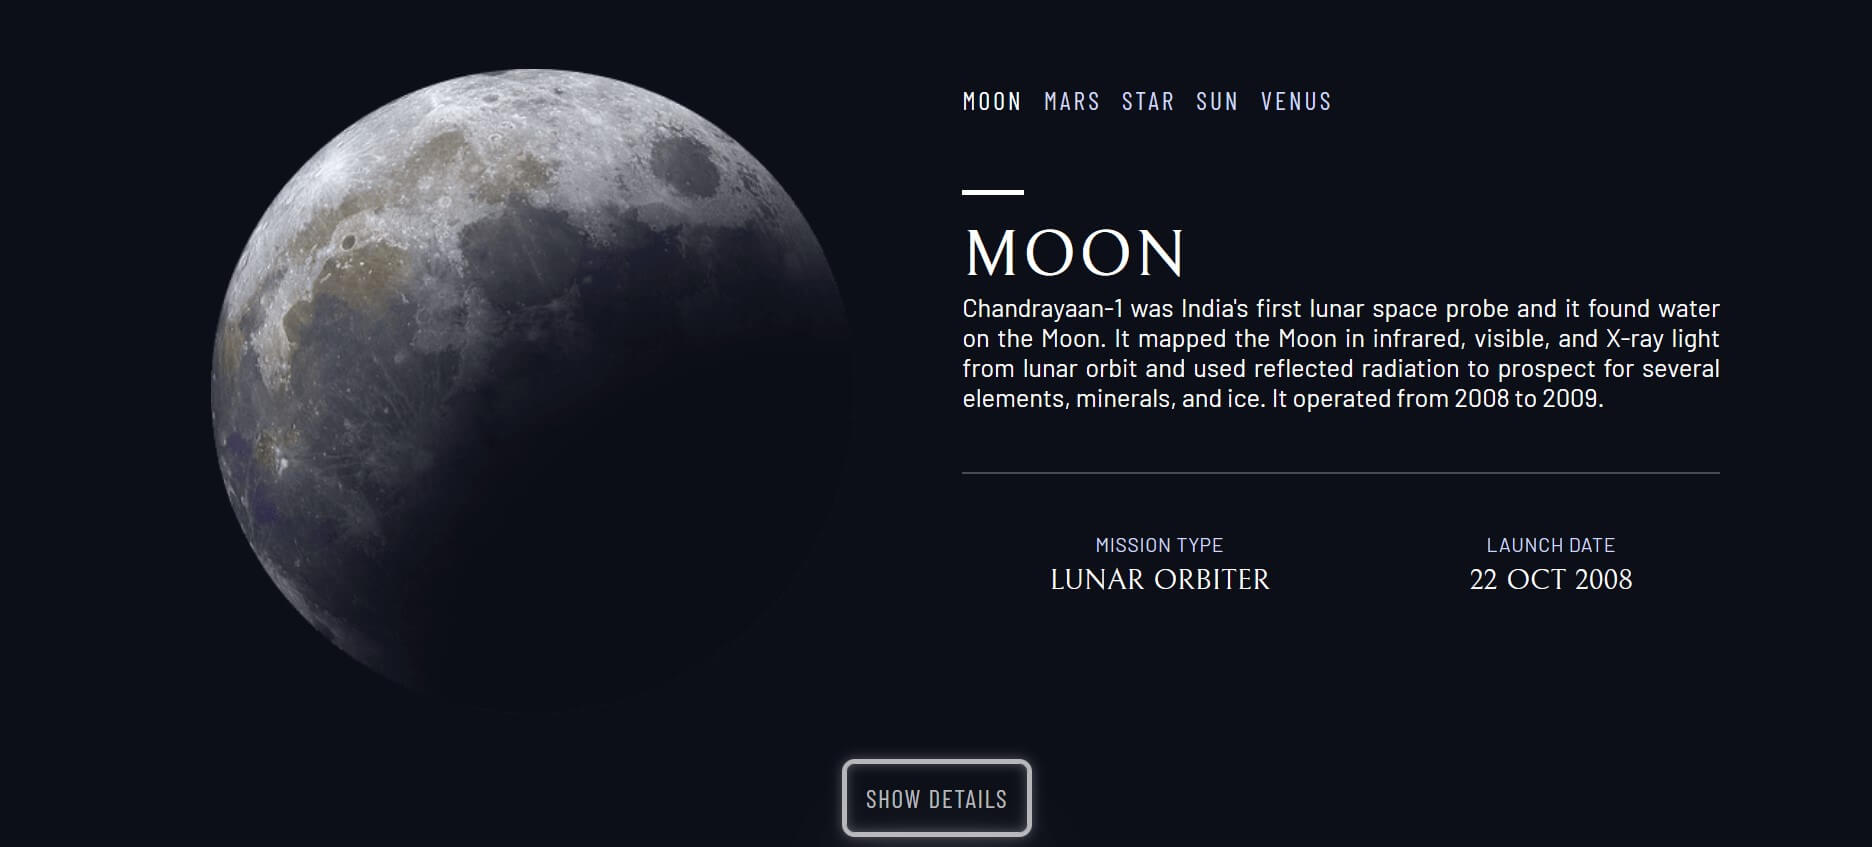 MOON MARS STAR SUN VENUS
MOON
Chandrayaan-1 was India's first lunar space probe and it found water
on the Moon. It mapped the Moon in infrared, visible, and X-ray light
from lunar orbit and used reflected radiation to prospect for several
elements, minerals, and ice. It operated from 2008 to 2009.
MISSION TYPE
LUNAR ORBITER
LAUNCH DATE
22 OCT 2008
SHOW DETAILS